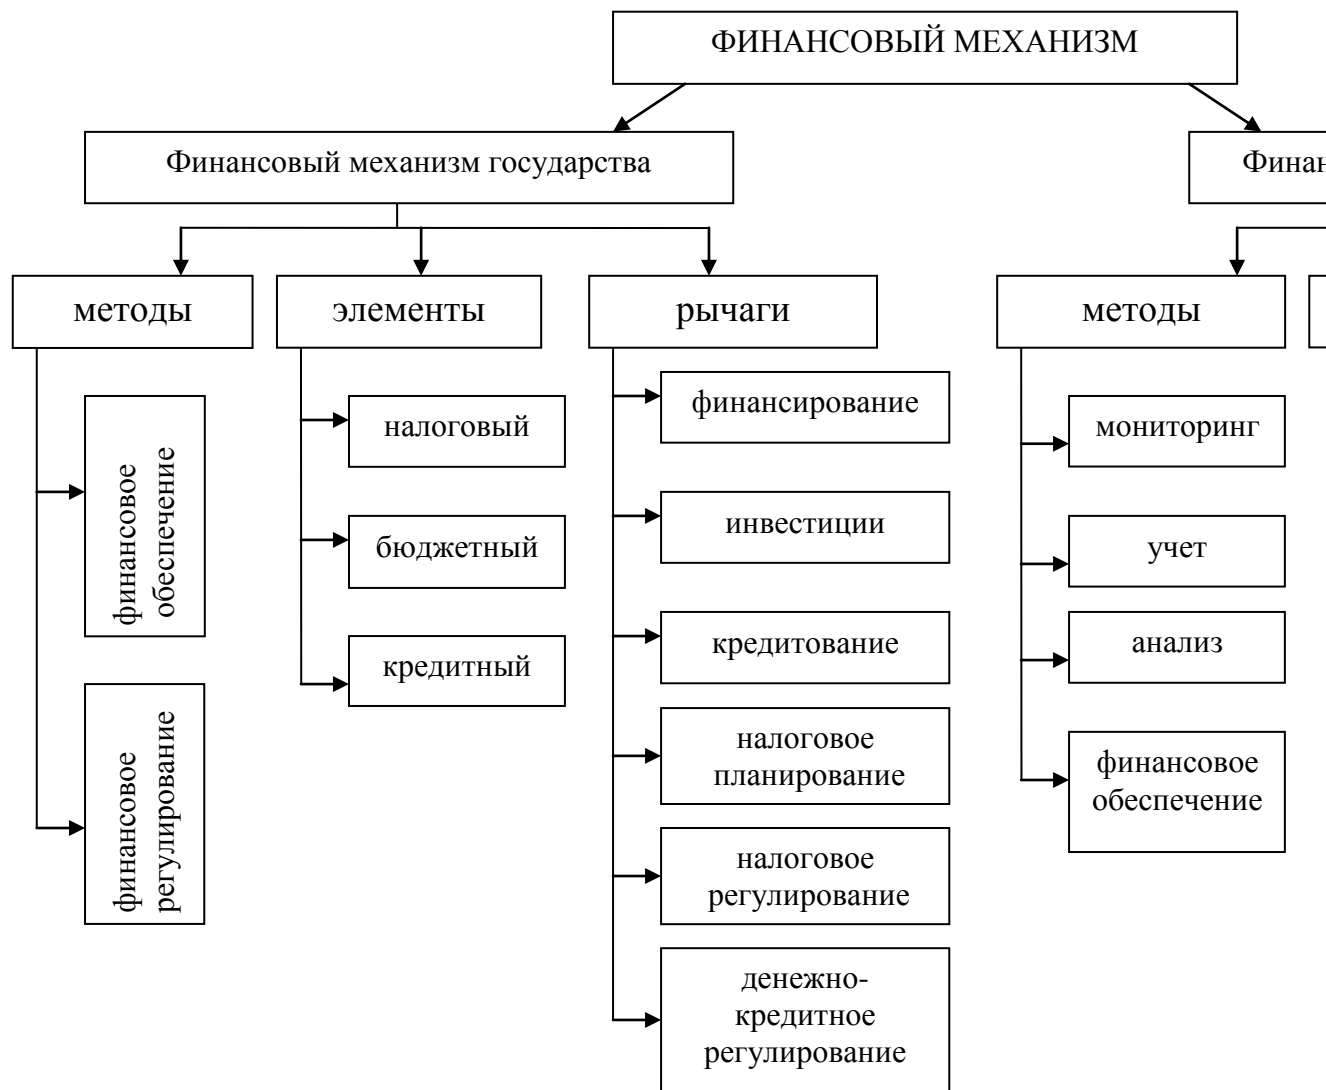 ФИНАНСОВЫЙ МЕХАНИЗМ
Финансовый механизм государства
Финан
методы
элементы
рычаги
методы
финансовое
обеспечение
финансовое
регулирование
налоговый
бюджетный
кредитный
финансирование
инвестиции
кредитование
налоговое
планирование
налоговое
регулирование
денежно-
кредитное
регулирование
мониторинг
учет
анализ
финансовое
обеспечение